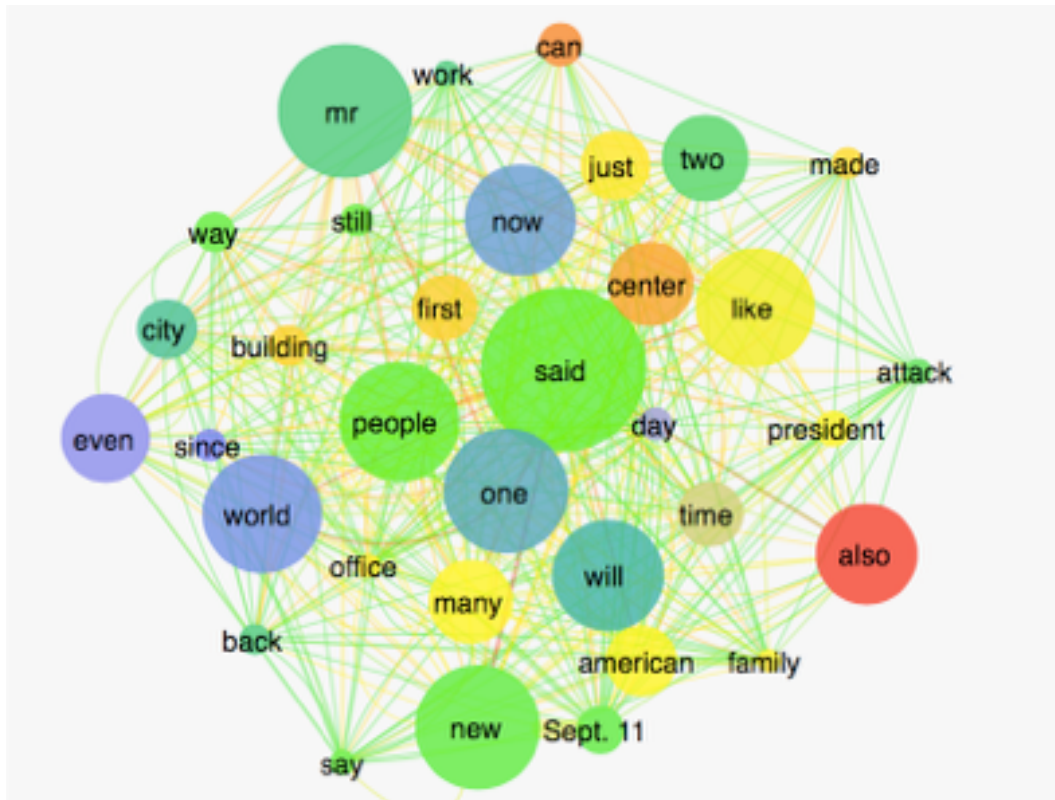 can
work
mr
just
two
made
now
still
way
center
first
like
city
building
said
attack
people
day
president
even
since
one
world
time
also
office
will
many
back
american
family
new
Sept. 11
say